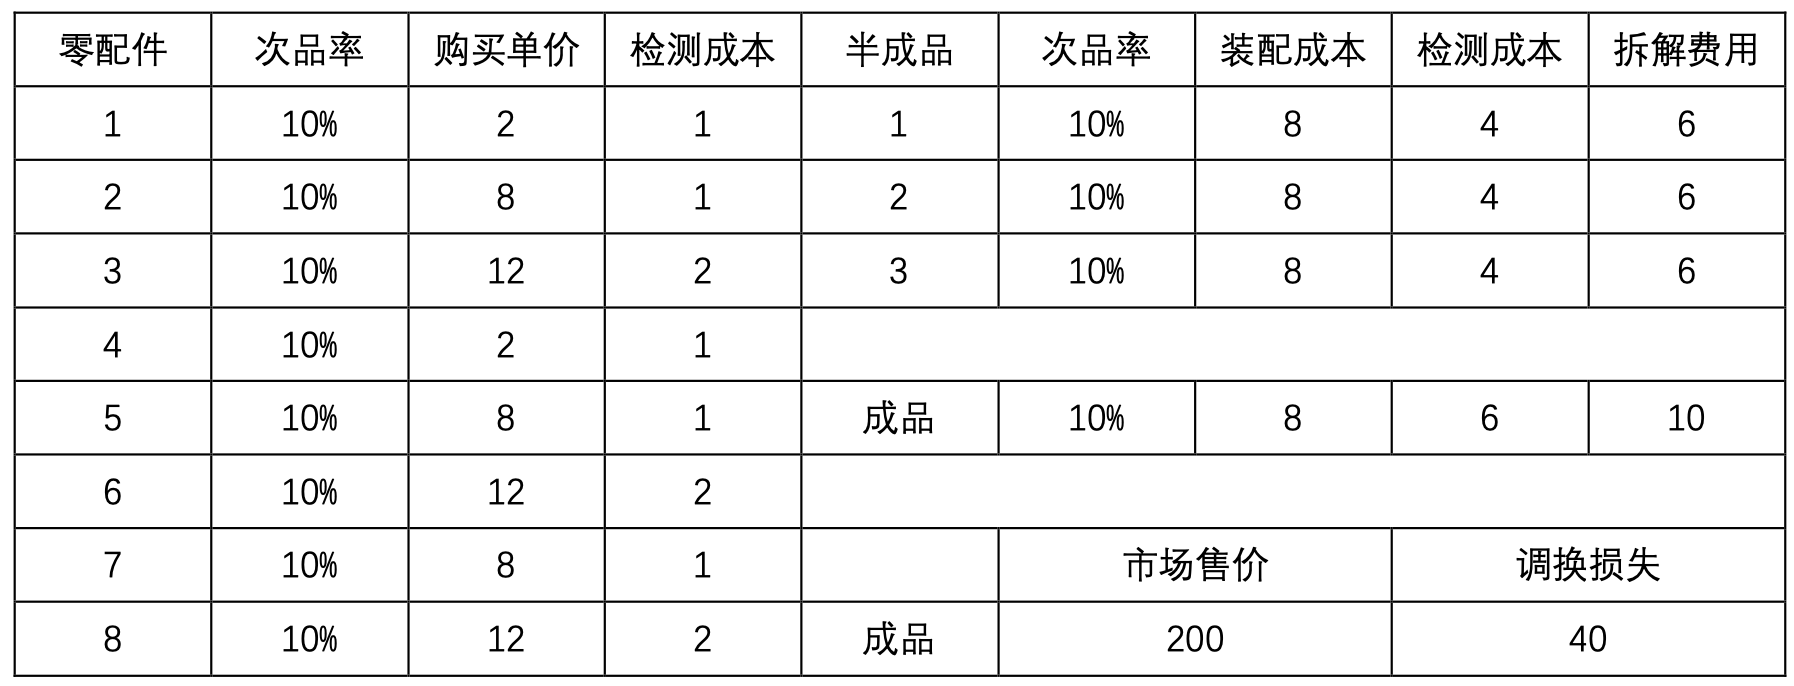 零配件 次品率 购买单价 检测成本 半成品 次品率 装配成本 检测成本 拆解费用
1 10% 2 1 1 10% 8 4 6
2 10% 8 1 2 10% 8 4 6
3 10% 12 2 3 10% 8 4 6
4 10% 2 1
5 10% 8 1 成品 10% 8 6 10
6 10% 12 2
7 10% 8 1 市场售价 调换损失
8 10% 12 2 成品 200 40